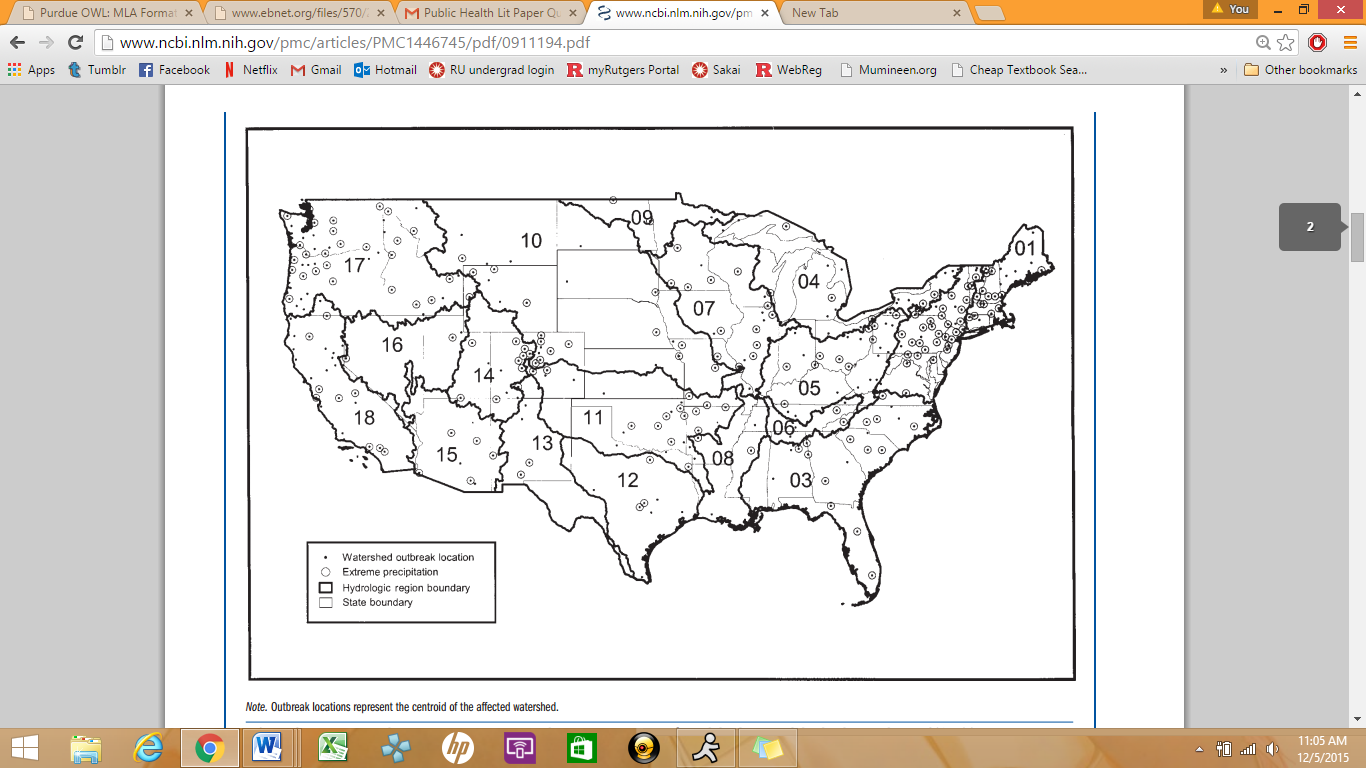 Purdue OWL: MLA Format
www.ebnet.org/files/570/
Public Health Lit Paper Qu
www.ncbi.nlm.nih.gov/pm
New Tab
You
www.ncbi.nlm.nih.gov/pmc/articles/PMC1446745/pdf/0911194.pdf
Apps
Tumblr
Facebook
Netflix
Gmail
Hotmail
RU undergrad login
myRutgers Portal
Sakai
WebReg
Mumineen.org
Cheap Textbook Sea...
»
Other bookmarks
2
09
01
10
17
04
07
16
14
05
18
11
06
13
15
08
12
03
Watershed outbreak location
Extreme precipitation
Hydrologic region boundary
State boundary
Note. Outbreak locations represent the centroid of the affected watershed.
hp
11:05 AM
12/5/2015